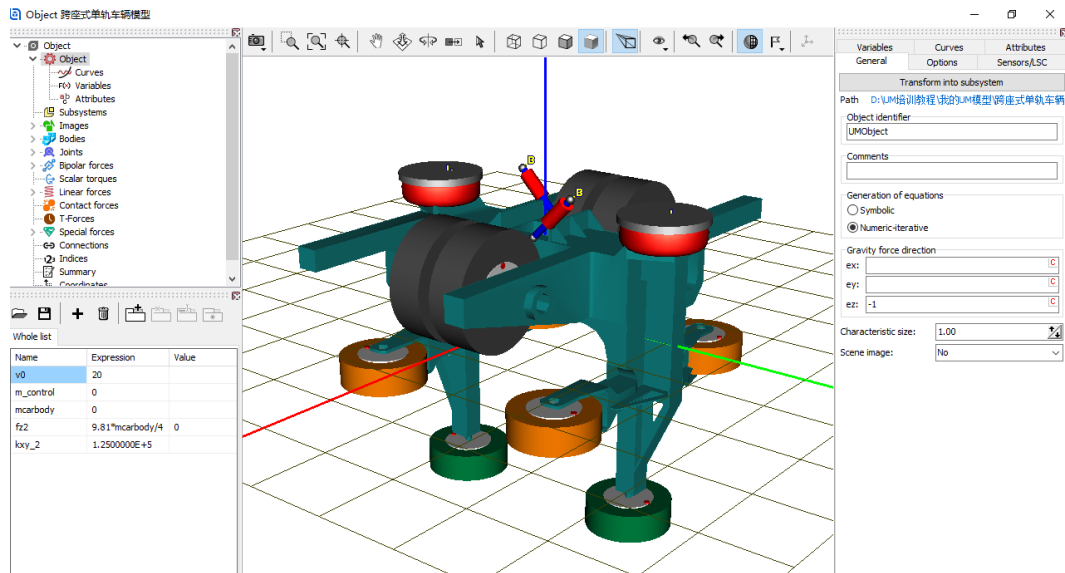 Object 跨座式单轨车辆模型
Object
Object
Curves
Variables
Attributes
Subsystems
Images
Bodies
Joints
Bipolar forces
Scalar torques
Linear forces
Contact forces
T-Forces
Special forces
Connections
Indices
Summary
Coordinates
Whole list
Name Expression Value
v0 20
m_control 0
mcarbody 0
fz2 9.81*mcarbody/4 0
kxy_2 1.2500000E+5
B
B
Variables Curves Attributes
General Options Sensors/LSC
Transform into subsystem
Path D:\UM培训教程\我的UM模型\跨座式单轨车辆
Object identifier
UMObject
Comments
Generation of equations
Symbolic
Numeric-iterative
Gravity force direction
ex: C
ey: C
ez: -1 C
Characteristic size: 1.00
Scene image: No